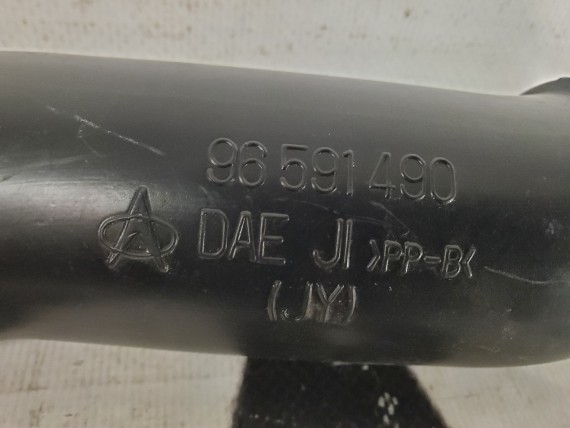 96 591 490
DAE JI >PP-B<
(JY)